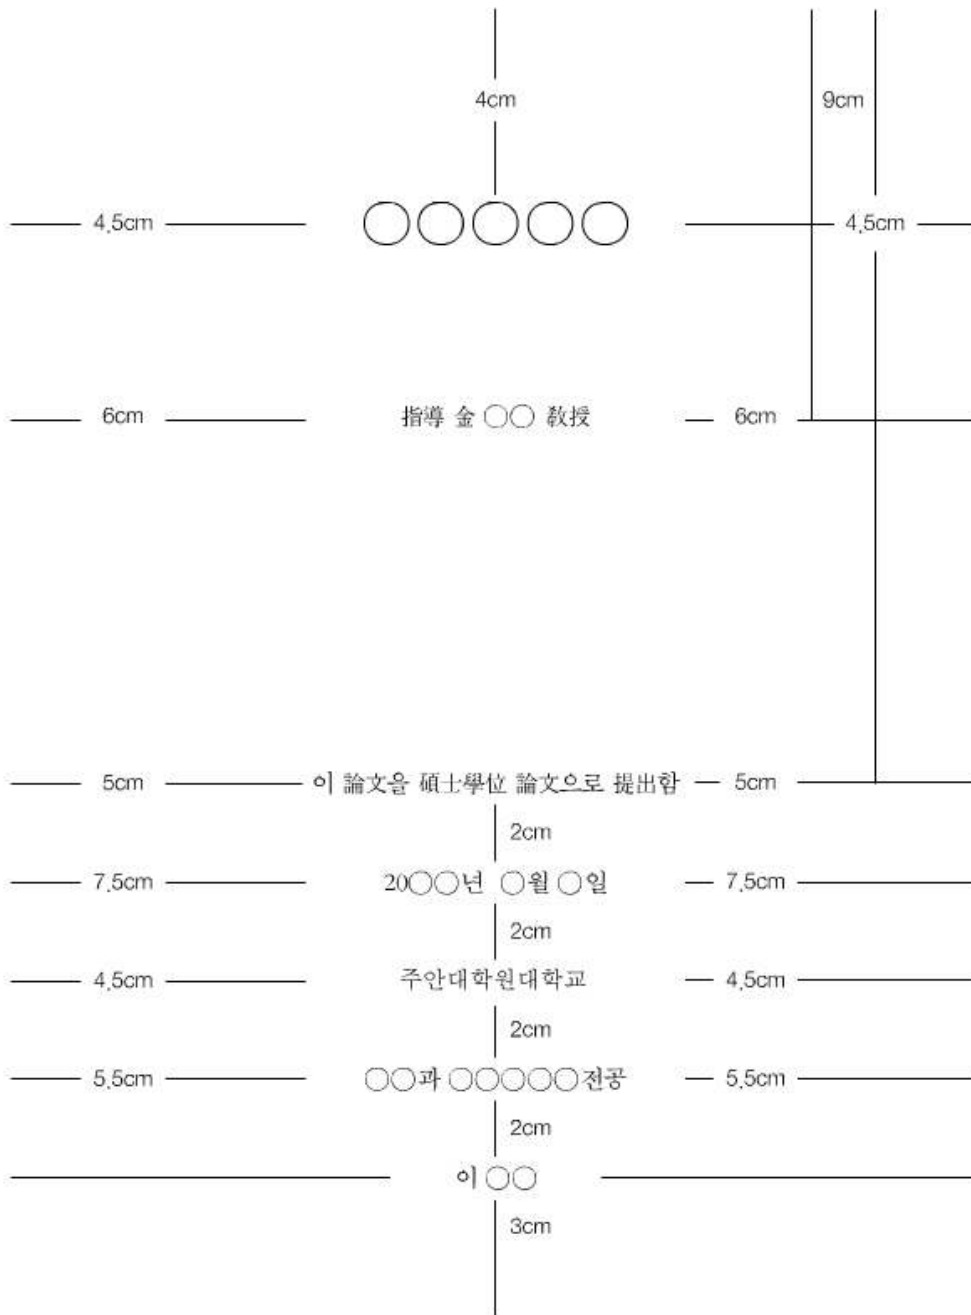 4cm 9cm
4.5cm ○○○○○ 4.5cm
6cm 指導 金 ○○ 敎授 6cm
5cm 이 論文을 碩士學位 論文으로 提出함 5cm
2cm
7.5cm 20○○년 ○월 ○일 7.5cm
2cm
4.5cm 주안대학원대학교 4.5cm
2cm
5.5cm ○○과 ○○○○○전공 5.5cm
2cm
이 ○○
3cm